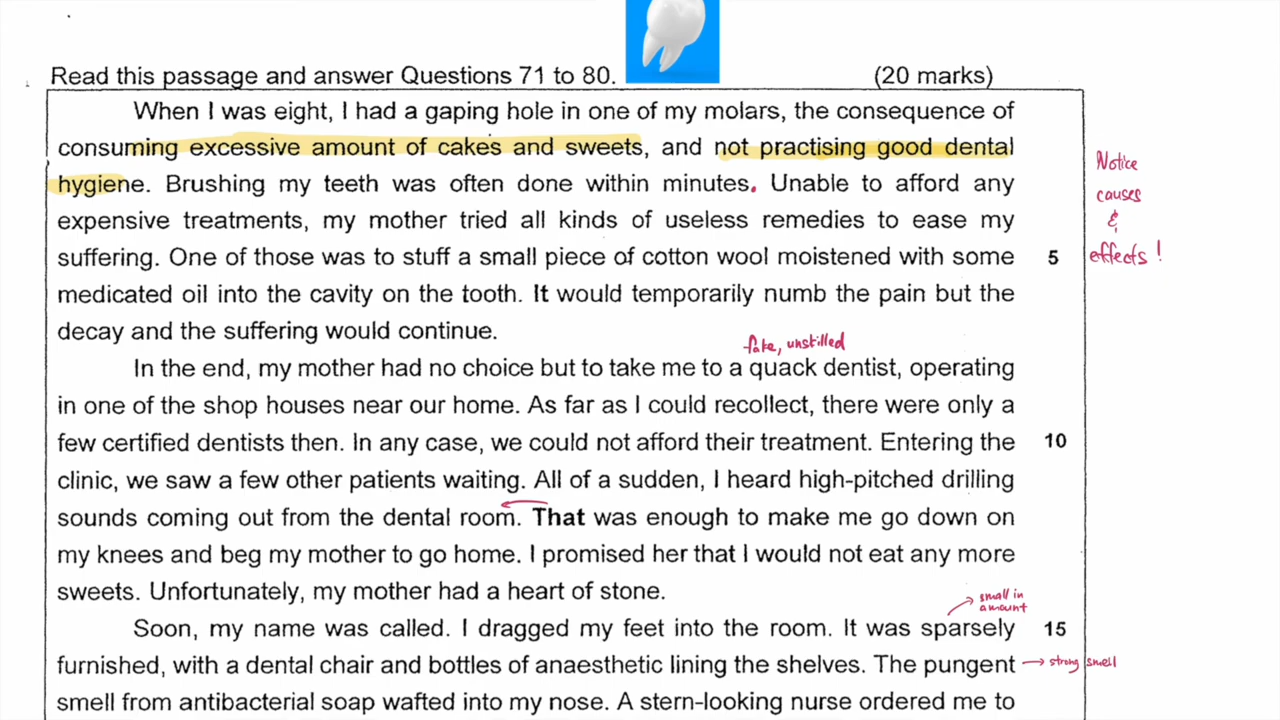 Read this passage and answer Questions 71 to 80. (20 marks)
When I was eight, I had a gaping hole in one of my molars, the consequence of
consuming excessive amount of cakes and sweets, and not practising good dental
hygiene. Brushing my teeth was often done within minutes. Unable to afford any
expensive treatments, my mother tried all kinds of useless remedies to ease my
suffering. One of those was to stuff a small piece of cotton wool moistened with some 5
medicated oil into the cavity on the tooth. It would temporarily numb the pain but the
decay and the suffering would continue.
Notice
causes
&
effects !
fake, unskilled
In the end, my mother had no choice but to take me to a quack dentist, operating
in one of the shop houses near our home. As far as I could recollect, there were only a
few certified dentists then. In any case, we could not afford their treatment. Entering the 10
clinic, we saw a few other patients waiting. All of a sudden, I heard high-pitched drilling
sounds coming out from the dental room. That was enough to make me go down on
my knees and beg my mother to go home. I promised her that I would not eat any more
sweets. Unfortunately, my mother had a heart of stone.
small in
amount
Soon, my name was called. I dragged my feet into the room. It was sparsely 15
furnished, with a dental chair and bottles of anaesthetic lining the shelves. The pungent → strong smell
smell from antibacterial soap wafted into my nose. A stern-looking nurse ordered me to